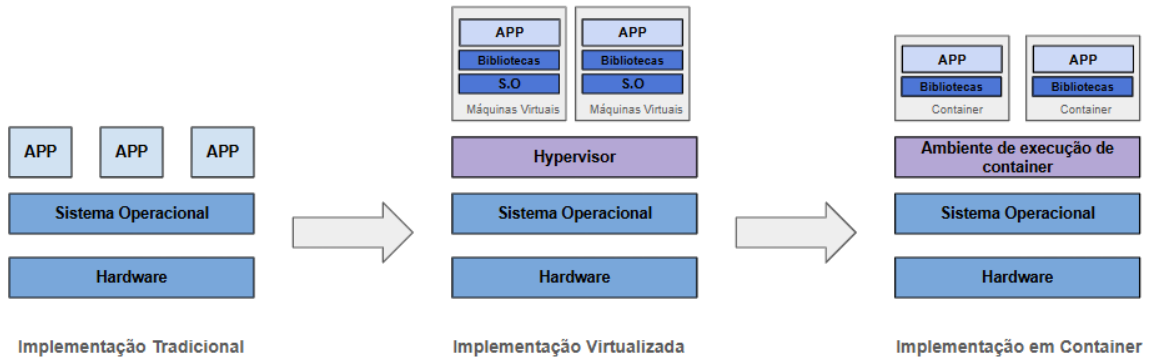 APP
APP
APP
Sistema Operacional
Hardware
Implementação Tradicional
APP
Bibliotecas
S.O
Máquinas Virtuais
APP
Bibliotecas
S.O
Máquinas Virtuais
Hypervisor
Sistema Operacional
Hardware
Implementação Virtualizada
APP
Bibliotecas
Container
APP
Bibliotecas
Container
Ambiente de execução de
container
Sistema Operacional
Hardware
Implementação em Container